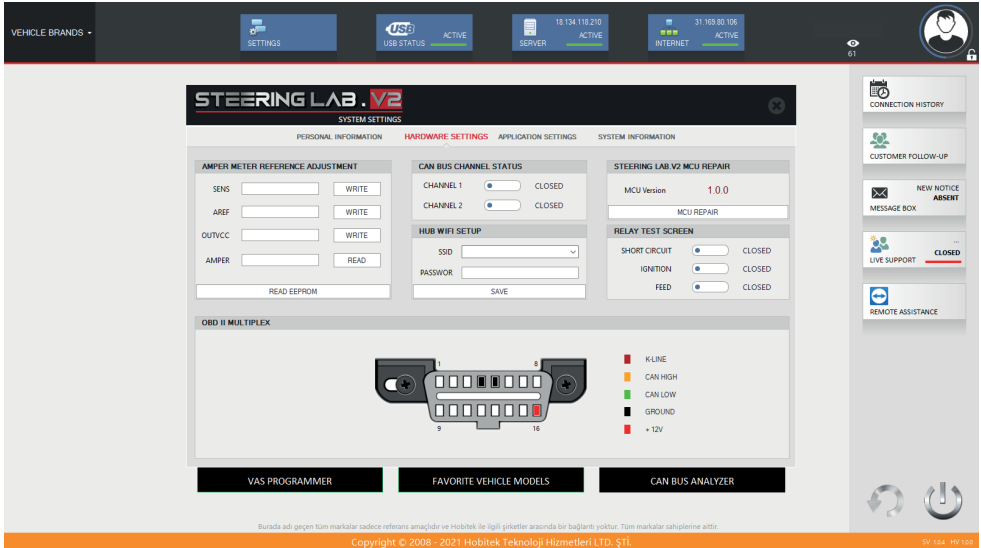 VEHICLE BRANDS
SETTINGS
USB
USB STATUS ACTIVE
18.134.118.210
SERVER ACTIVE
31.169.80.106
INTERNET ACTIVE
61
STEERING LAB . V2
SYSTEM SETTINGS
PERSONAL INFORMATION HARDWARE SETTINGS APPLICATION SETTINGS SYSTEM INFORMATION
AMPER METER REFERENCE ADJUSTMENT
SENS WRITE
AREF WRITE
OUTVCC WRITE
AMPER READ
READ EEPROM
CAN BUS CHANNEL STATUS
CHANNEL 1 CLOSED
CHANNEL 2 CLOSED
HUB WIFI SETUP
SSID
PASSWOR
SAVE
STEERING LAB.V2 MCU REPAIR
MCU Version 1.0.0
MCU REPAIR
RELAY TEST SCREEN
SHORT CIRCUIT CLOSED
IGNITION CLOSED
FEED CLOSED
OBD II MULTIPLEX
1 8
9 16
K-LINE
CAN HIGH
CAN LOW
GROUND
+ 12V
VAS PROGRAMMER
FAVORITE VEHICLE MODELS
CAN BUS ANALYZER
CONNECTION HISTORY
CUSTOMER FOLLOW-UP
NEW NOTICE
ABSENT
MESSAGE BOX
...
CLOSED
LIVE SUPPORT
REMOTE ASSISTANCE
Burada adı geçen tüm markalar sadece referans amaçlıdır ve Hobitek ile ilgili şirketler arasında bir bağlantı yoktur. Tüm markalar sahiplerine aittir.
Copyright © 2008 - 2021 Hobitek Teknoloji Hizmetleri LTD. ŞTİ.
SV 1.0.4 HV 1.0.0